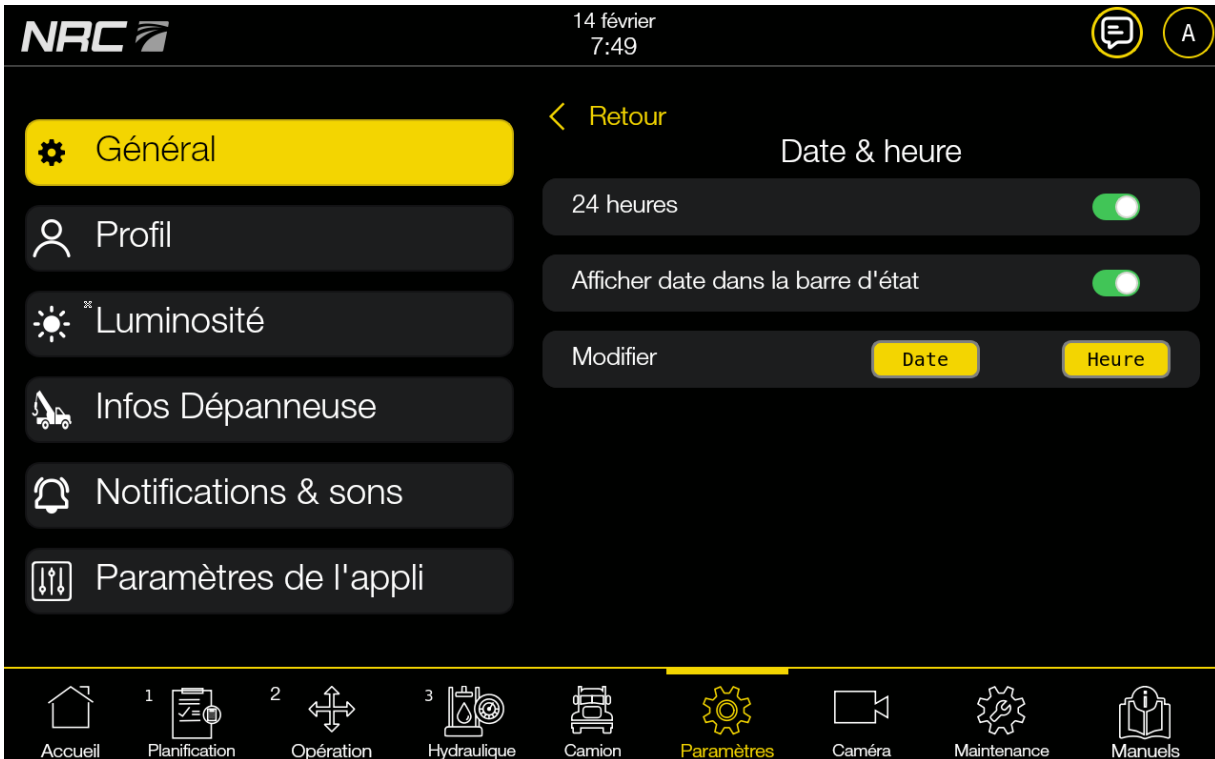 NRC
14 février
7:49
A
Général
Profil
Luminosité
Infos Dépanneuse
Notifications & sons
Paramètres de l'appli
Retour
Date & heure
24 heures
Afficher date dans la barre d'état
Modifier
Date
Heure
Accueil
1
Planification
2
Opération
3
Hydraulique
Camion
Paramètres
Caméra
Maintenance
Manuels